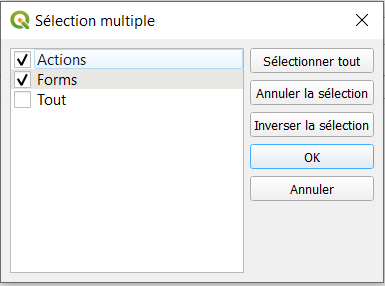 Sélection multiple
Actions
Forms
Tout
Sélectionner tout
Annuler la sélection
Inverser la sélection
OK
Annuler